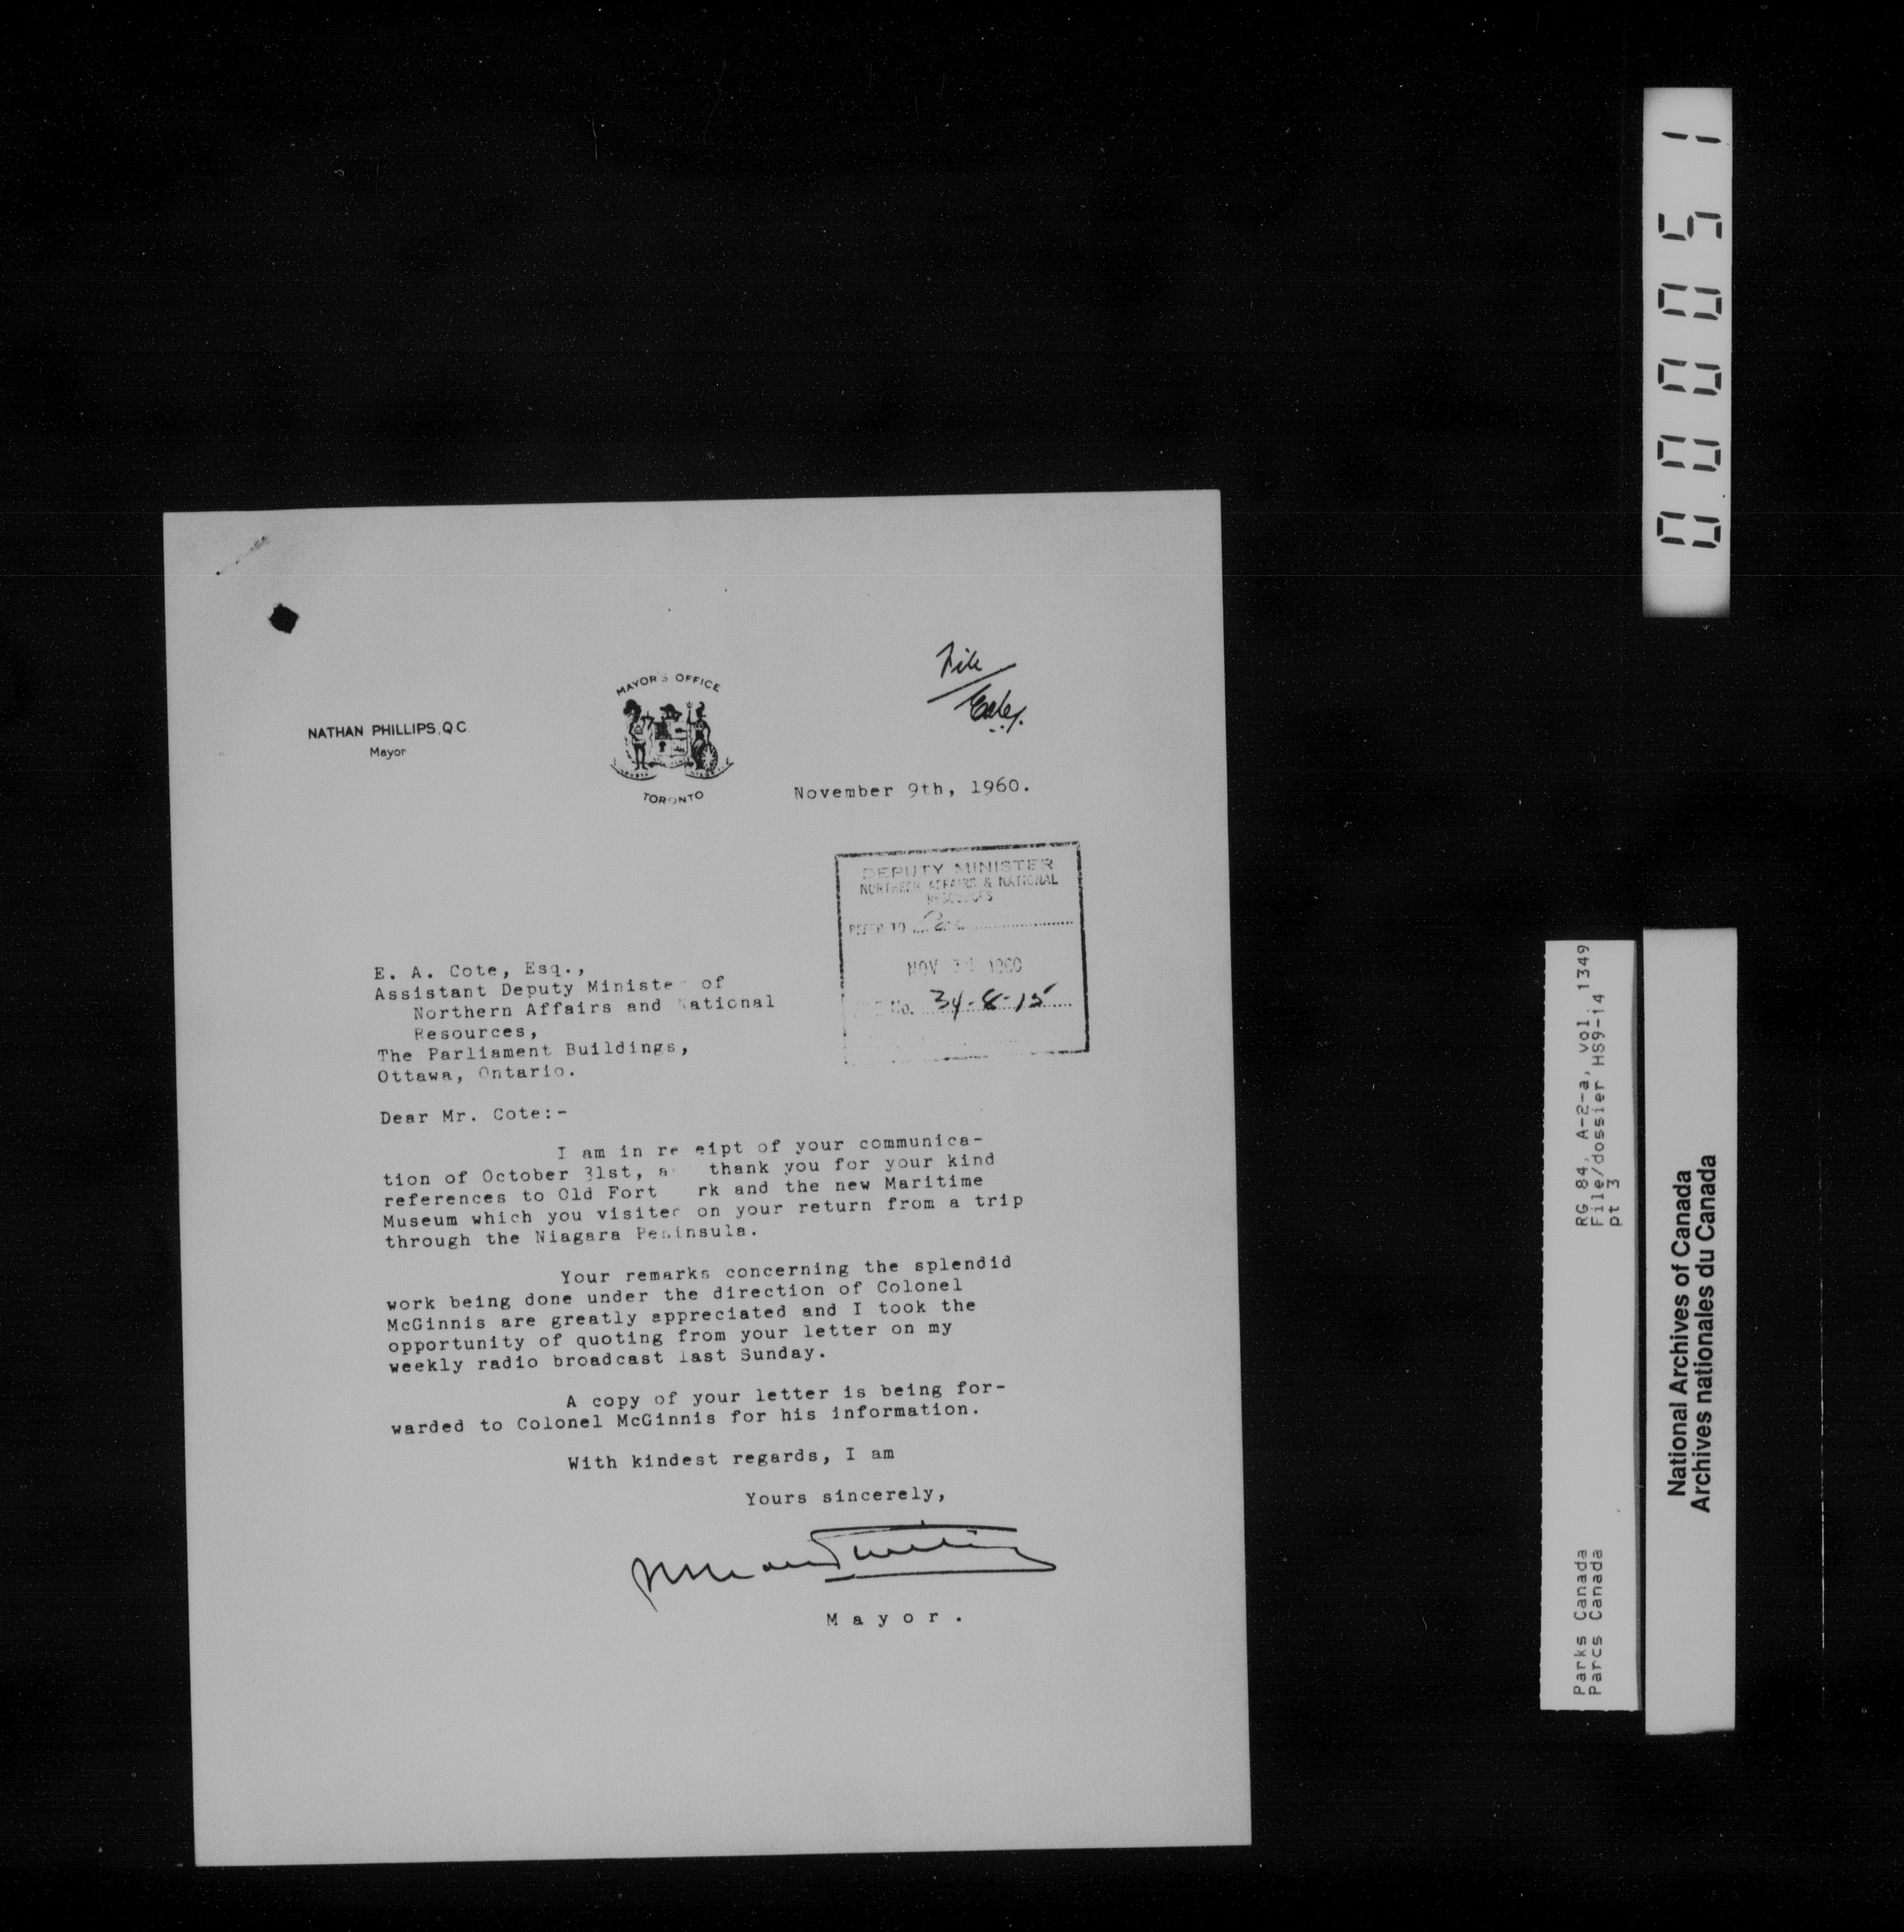 File
NATHAN PHILLIPS, Q.C.
Mayor
MAYOR'S OFFICE
TORONTO
November 9th, 1960.
DEPUTY MINISTER
NORTHERN AFFAIRS & NATIONAL
RESOURCES
REFER TO
NOV 1960
No. 34-8-15
E. A. Cote, Esq.,
Assistant Deputy Minister of
Northern Affairs and National
Resources,
The Parliament Buildings,
Ottawa, Ontario.
Dear Mr. Cote:-
I am in re eipt of your communica-
tion of October 31st, a thank you for your kind
references to Old Fort rk and the new Maritime
Museum which you visited on your return from a trip
through the Niagara Peninsula.
Your remarks concerning the splendid
work being done under the direction of Colonel
McGinnis are greatly appreciated and I took the
opportunity of quoting from your letter on my
weekly radio broadcast last Sunday.
A copy of your letter is being for-
warded to Colonel McGinnis for his information.
With kindest regards, I am
Yours sincerely,
Mayor.
000051
RG 84, A-2-a, vol. 1349
File/dossier HS9-14
pt 3
Parks Canada
Parcs Canada
National Archives of Canada
Archives nationales du Canada